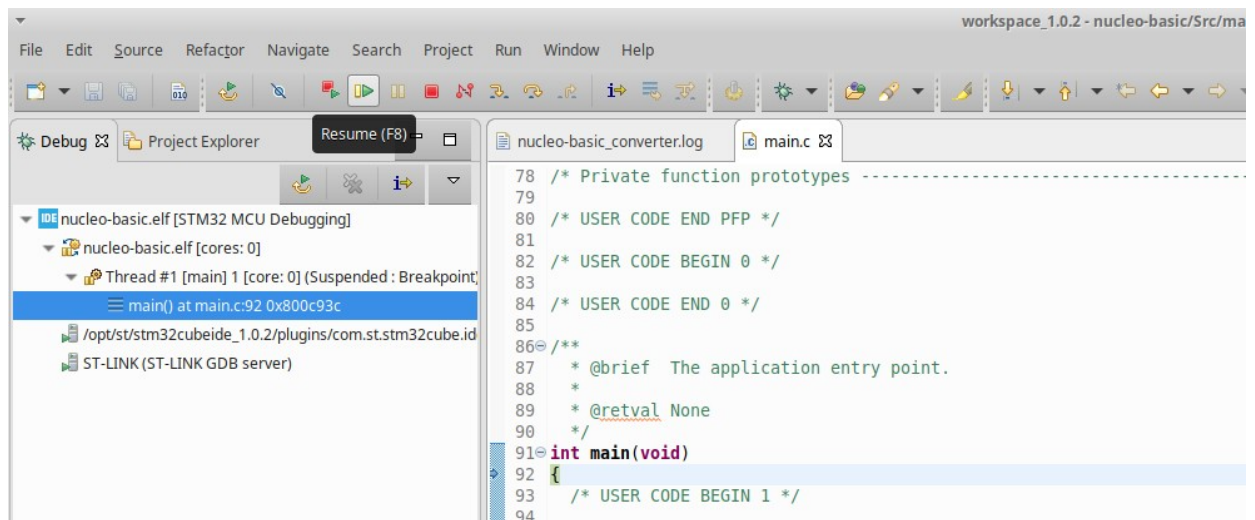 workspace_1.0.2 - nucleo-basic/Src/ma
File Edit Source Refactor Navigate Search Project Run Window Help
010
Resume (F8)
Debug Project Explorer
IDE nucleo-basic.elf [STM32 MCU Debugging]
nucleo-basic.elf [cores: 0]
Thread #1 [main] 1 [core: 0] (Suspended : Breakpoint)
main() at main.c:92 0x800c93c
/opt/st/stm32cubeide_1.0.2/plugins/com.st.stm32cube.id
ST-LINK (ST-LINK GDB server)
nucleo-basic_converter.log main.c
78 /* Private function prototypes ---------------------------------------
79
80 /* USER CODE END PFP */
81
82 /* USER CODE BEGIN 0 */
83
84 /* USER CODE END 0 */
85
86 /**
87 * @brief The application entry point.
88 *
89 * @retval None
90 */
91 int main(void)
92 {
93 /* USER CODE BEGIN 1 */
94